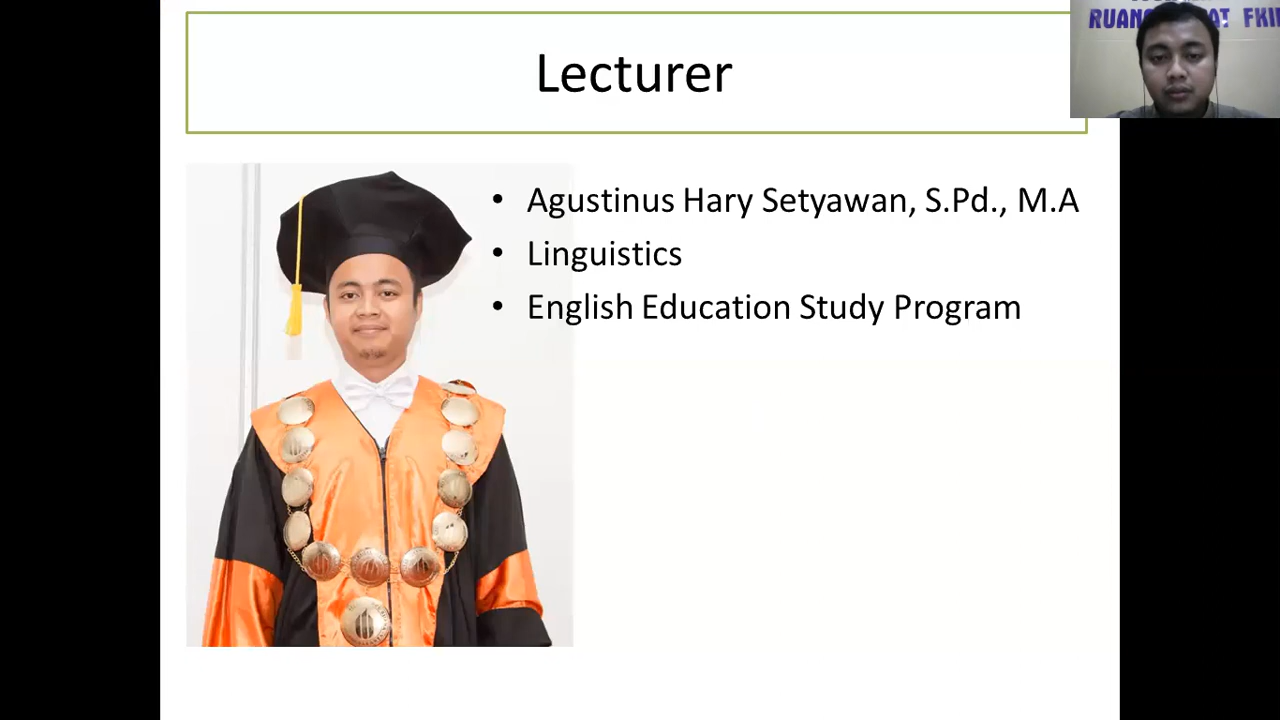 Lecturer
• Agustinus Hary Setyawan, S.Pd., M.A
• Linguistics
• English Education Study Program